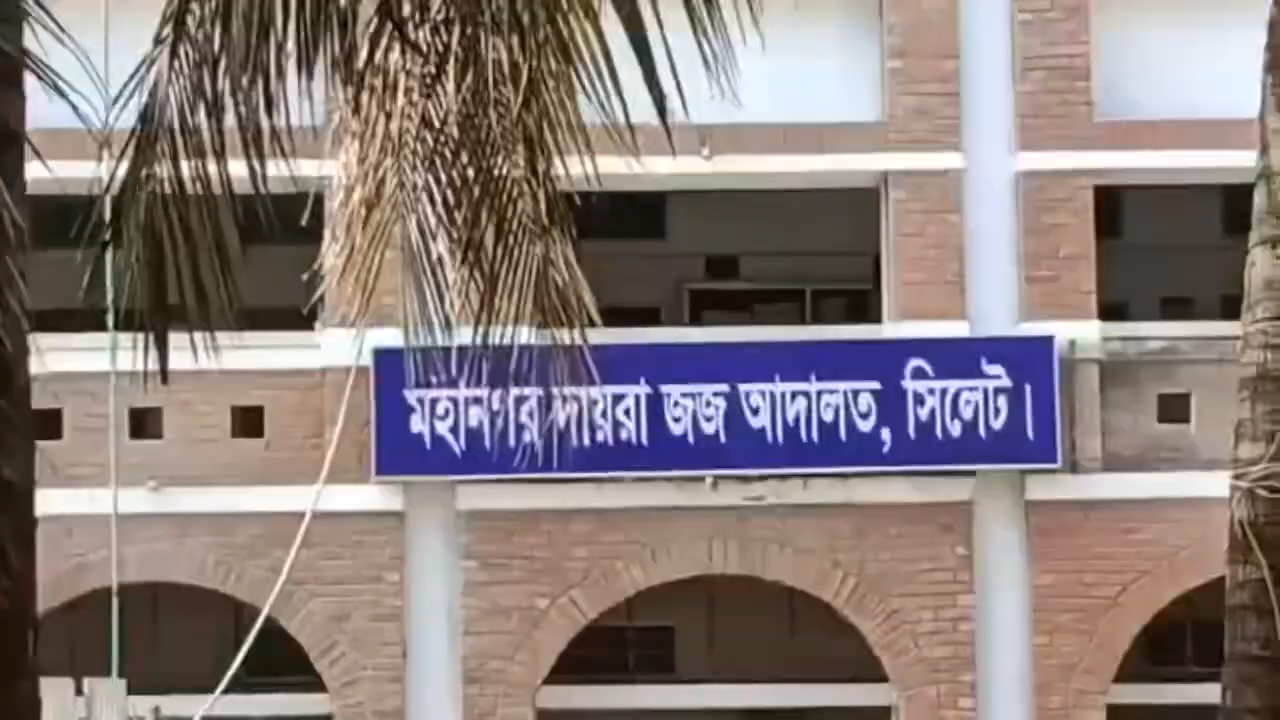 মহানগর দায়রা জজ আদালত, সিলেট।